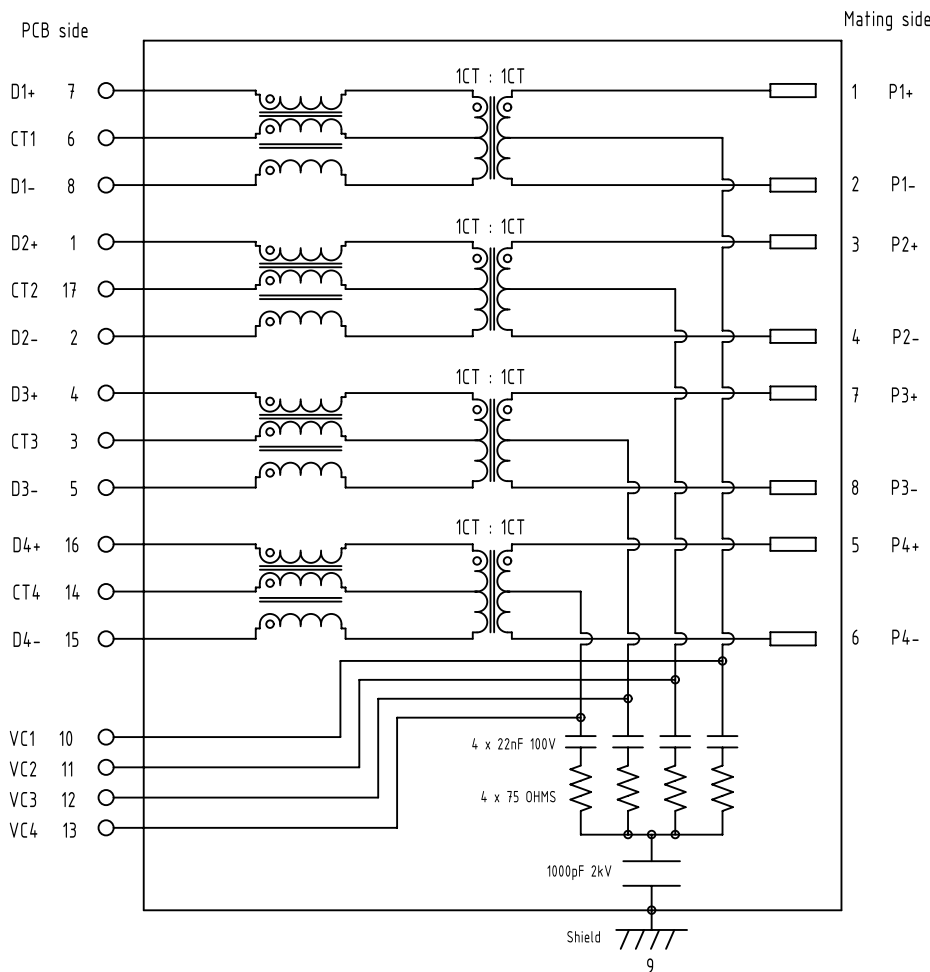 PCB side
Mating side
1CT : 1CT
D1+ 7
1 P1+
CT1 6
D1- 8
2 P1-
1CT : 1CT
D2+ 1
3 P2+
CT2 17
D2- 2
4 P2-
1CT : 1CT
D3+ 4
7 P3+
CT3 3
D3- 5
8 P3-
1CT : 1CT
D4+ 16
5 P4+
CT4 14
D4- 15
6 P4-
VC1 10
4 x 22nF 100V
VC2 11
VC3 12
4 x 75 OHMS
VC4 13
1000pF 2kV
Shield
9